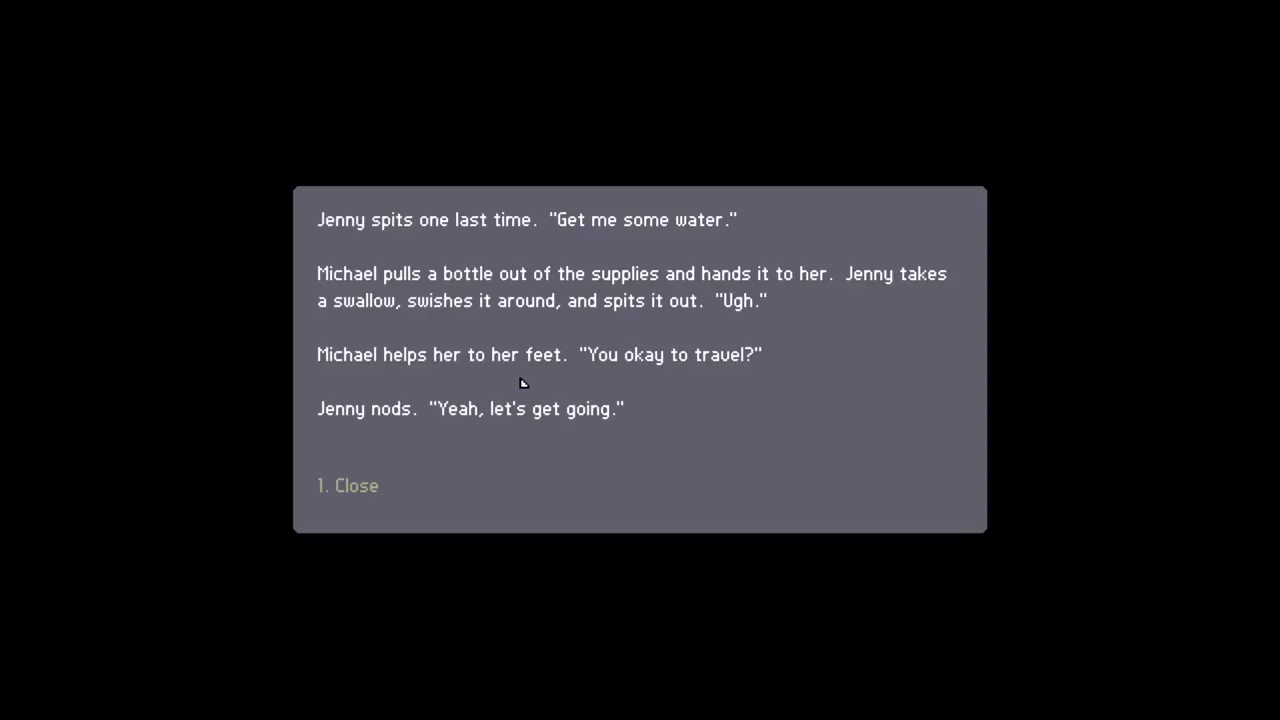 Jenny spits one last time.  "Get me some water."
Michael pulls a bottle out of the supplies and hands it to her.  Jenny takes
a swallow, swishes it around, and spits it out.  "Ugh."
Michael helps her to her feet.  "You okay to travel?"
Jenny nods.  "Yeah, let's get going."
1. Close